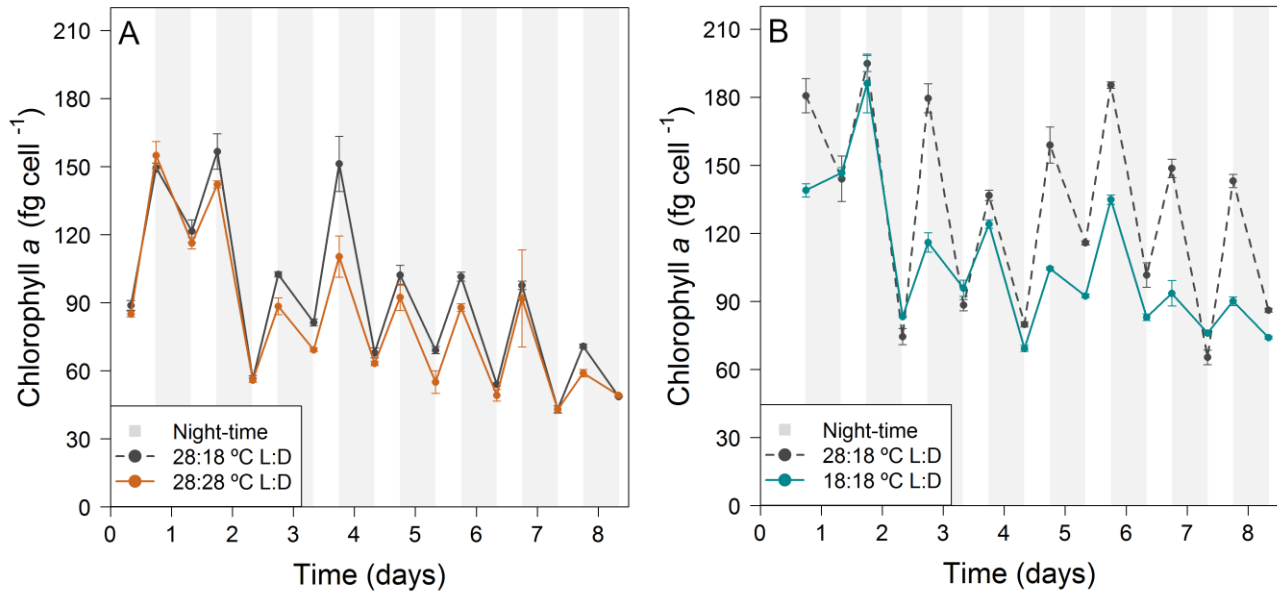 A
Chlorophyll a (fg cell -1)
210
180
150
120
90
60
30
0
Night-time
28:18 ºC L:D
28:28 ºC L:D
0 1 2 3 4 5 6 7 8
Time (days)
B
Chlorophyll a (fg cell -1)
210
180
150
120
90
60
30
0
Night-time
28:18 ºC L:D
18:18 ºC L:D
0 1 2 3 4 5 6 7 8
Time (days)